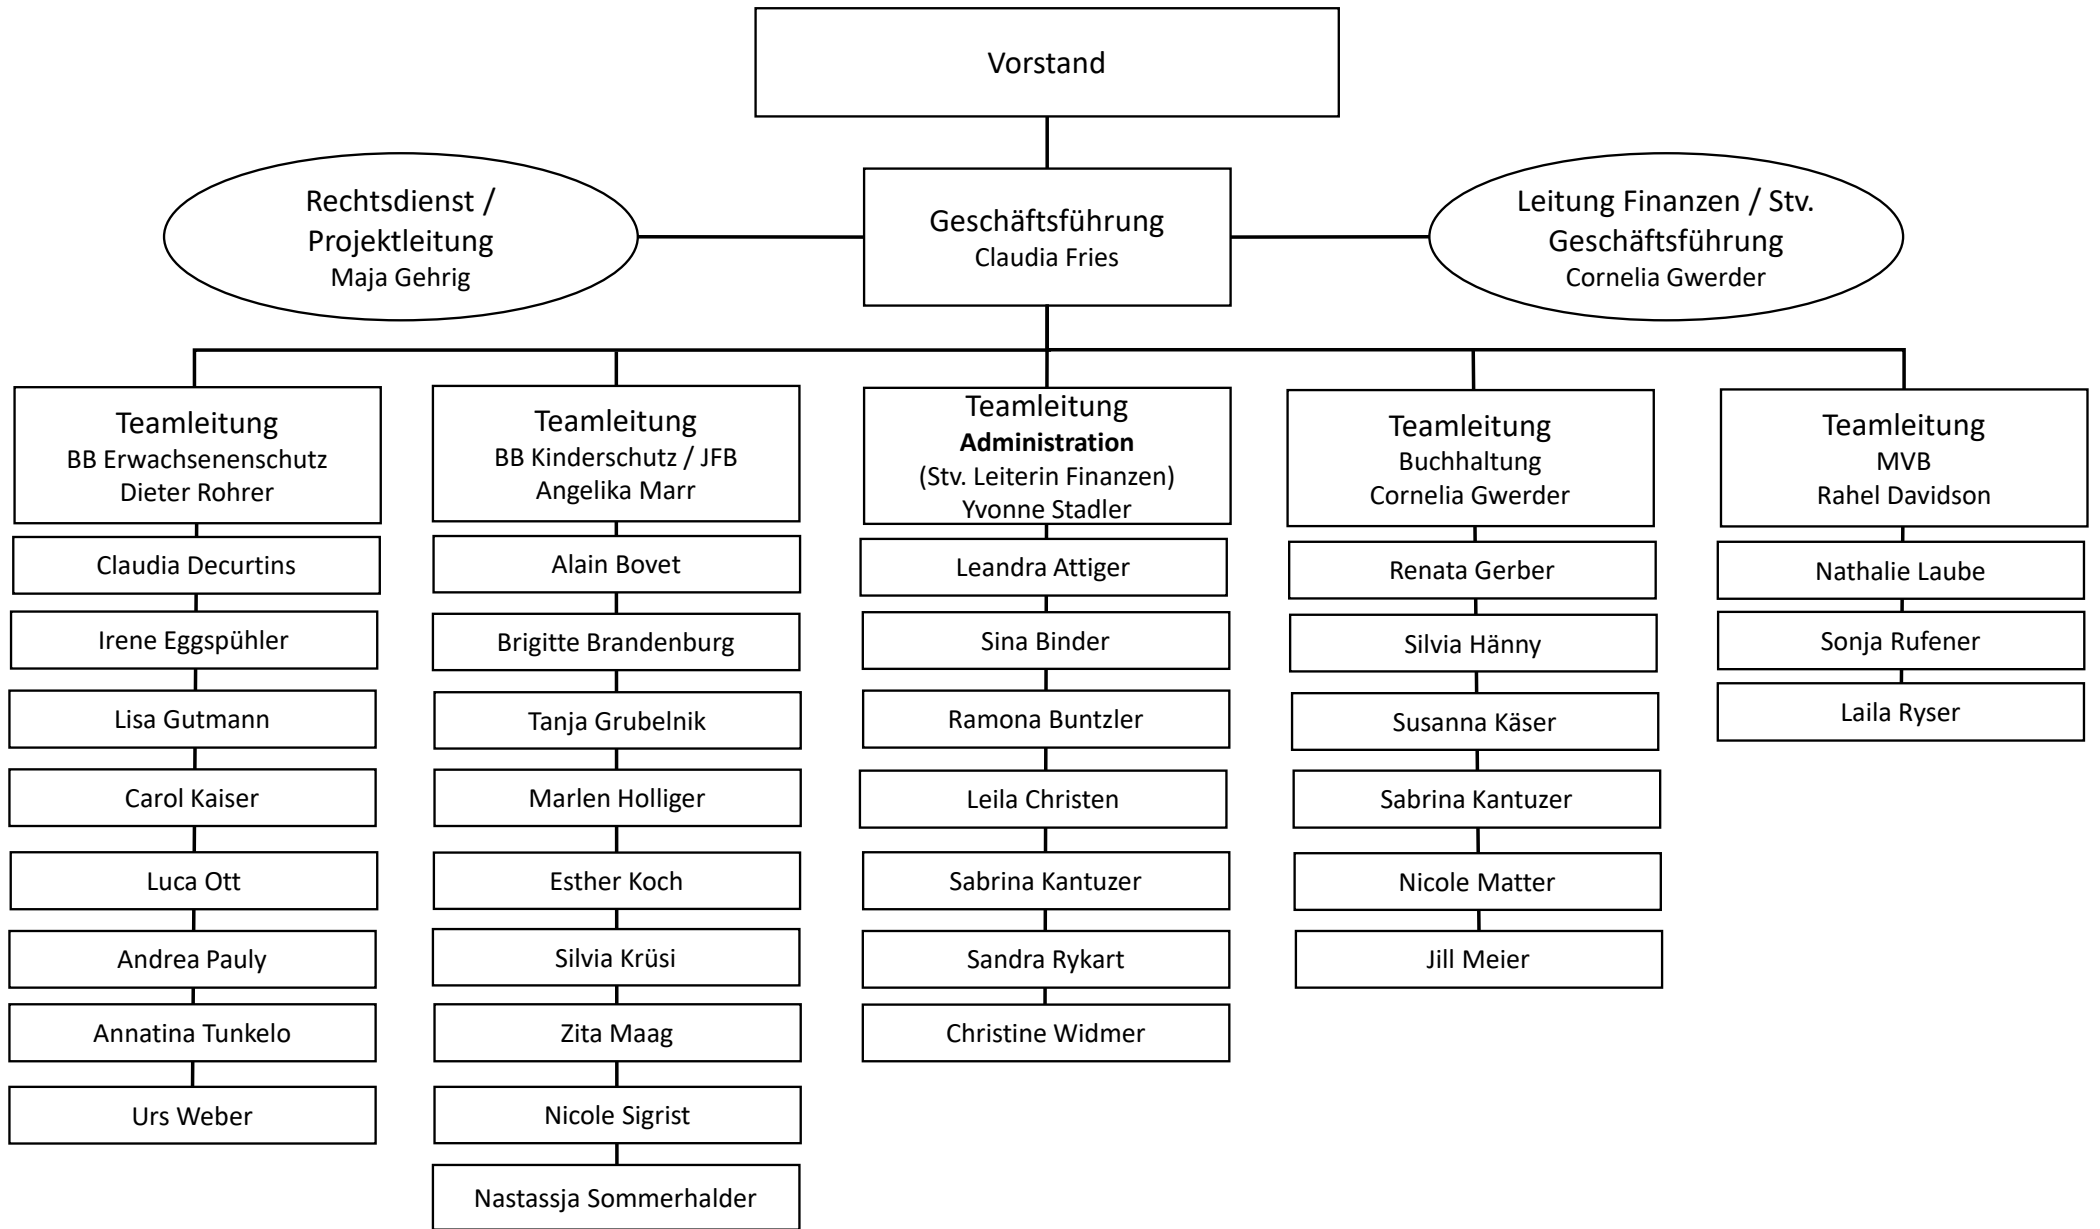 Vorstand
Rechtsdienst /
Projektleitung
Maja Gehrig
Geschäftsführung
Claudia Fries
Leitung Finanzen / Stv.
Geschäftsführung
Cornelia Gwerder
Teamleitung
BB Erwachsenenschutz
Dieter Rohrer
Claudia Decurtins
Irene Eggspühler
Lisa Gutmann
Carol Kaiser
Luca Ott
Andrea Pauly
Annatina Tunkelo
Urs Weber
Teamleitung
BB Kinderschutz / JFB
Angelika Marr
Alain Bovet
Brigitte Brandenburg
Tanja Grubelnik
Marlen Holliger
Esther Koch
Silvia Krüsi
Zita Maag
Nicole Sigrist
Nastassja Sommerhalder
Teamleitung
Administration
(Stv. Leiterin Finanzen)
Yvonne Stadler
Leandra Attiger
Sina Binder
Ramona Buntzler
Leila Christen
Sabrina Kantuzer
Sandra Rykart
Christine Widmer
Teamleitung
Buchhaltung
Cornelia Gwerder
Renata Gerber
Silvia Hänny
Susanna Käser
Sabrina Kantuzer
Nicole Matter
Jill Meier
Teamleitung
MVB
Rahel Davidson
Nathalie Laube
Sonja Rufener
Laila Ryser